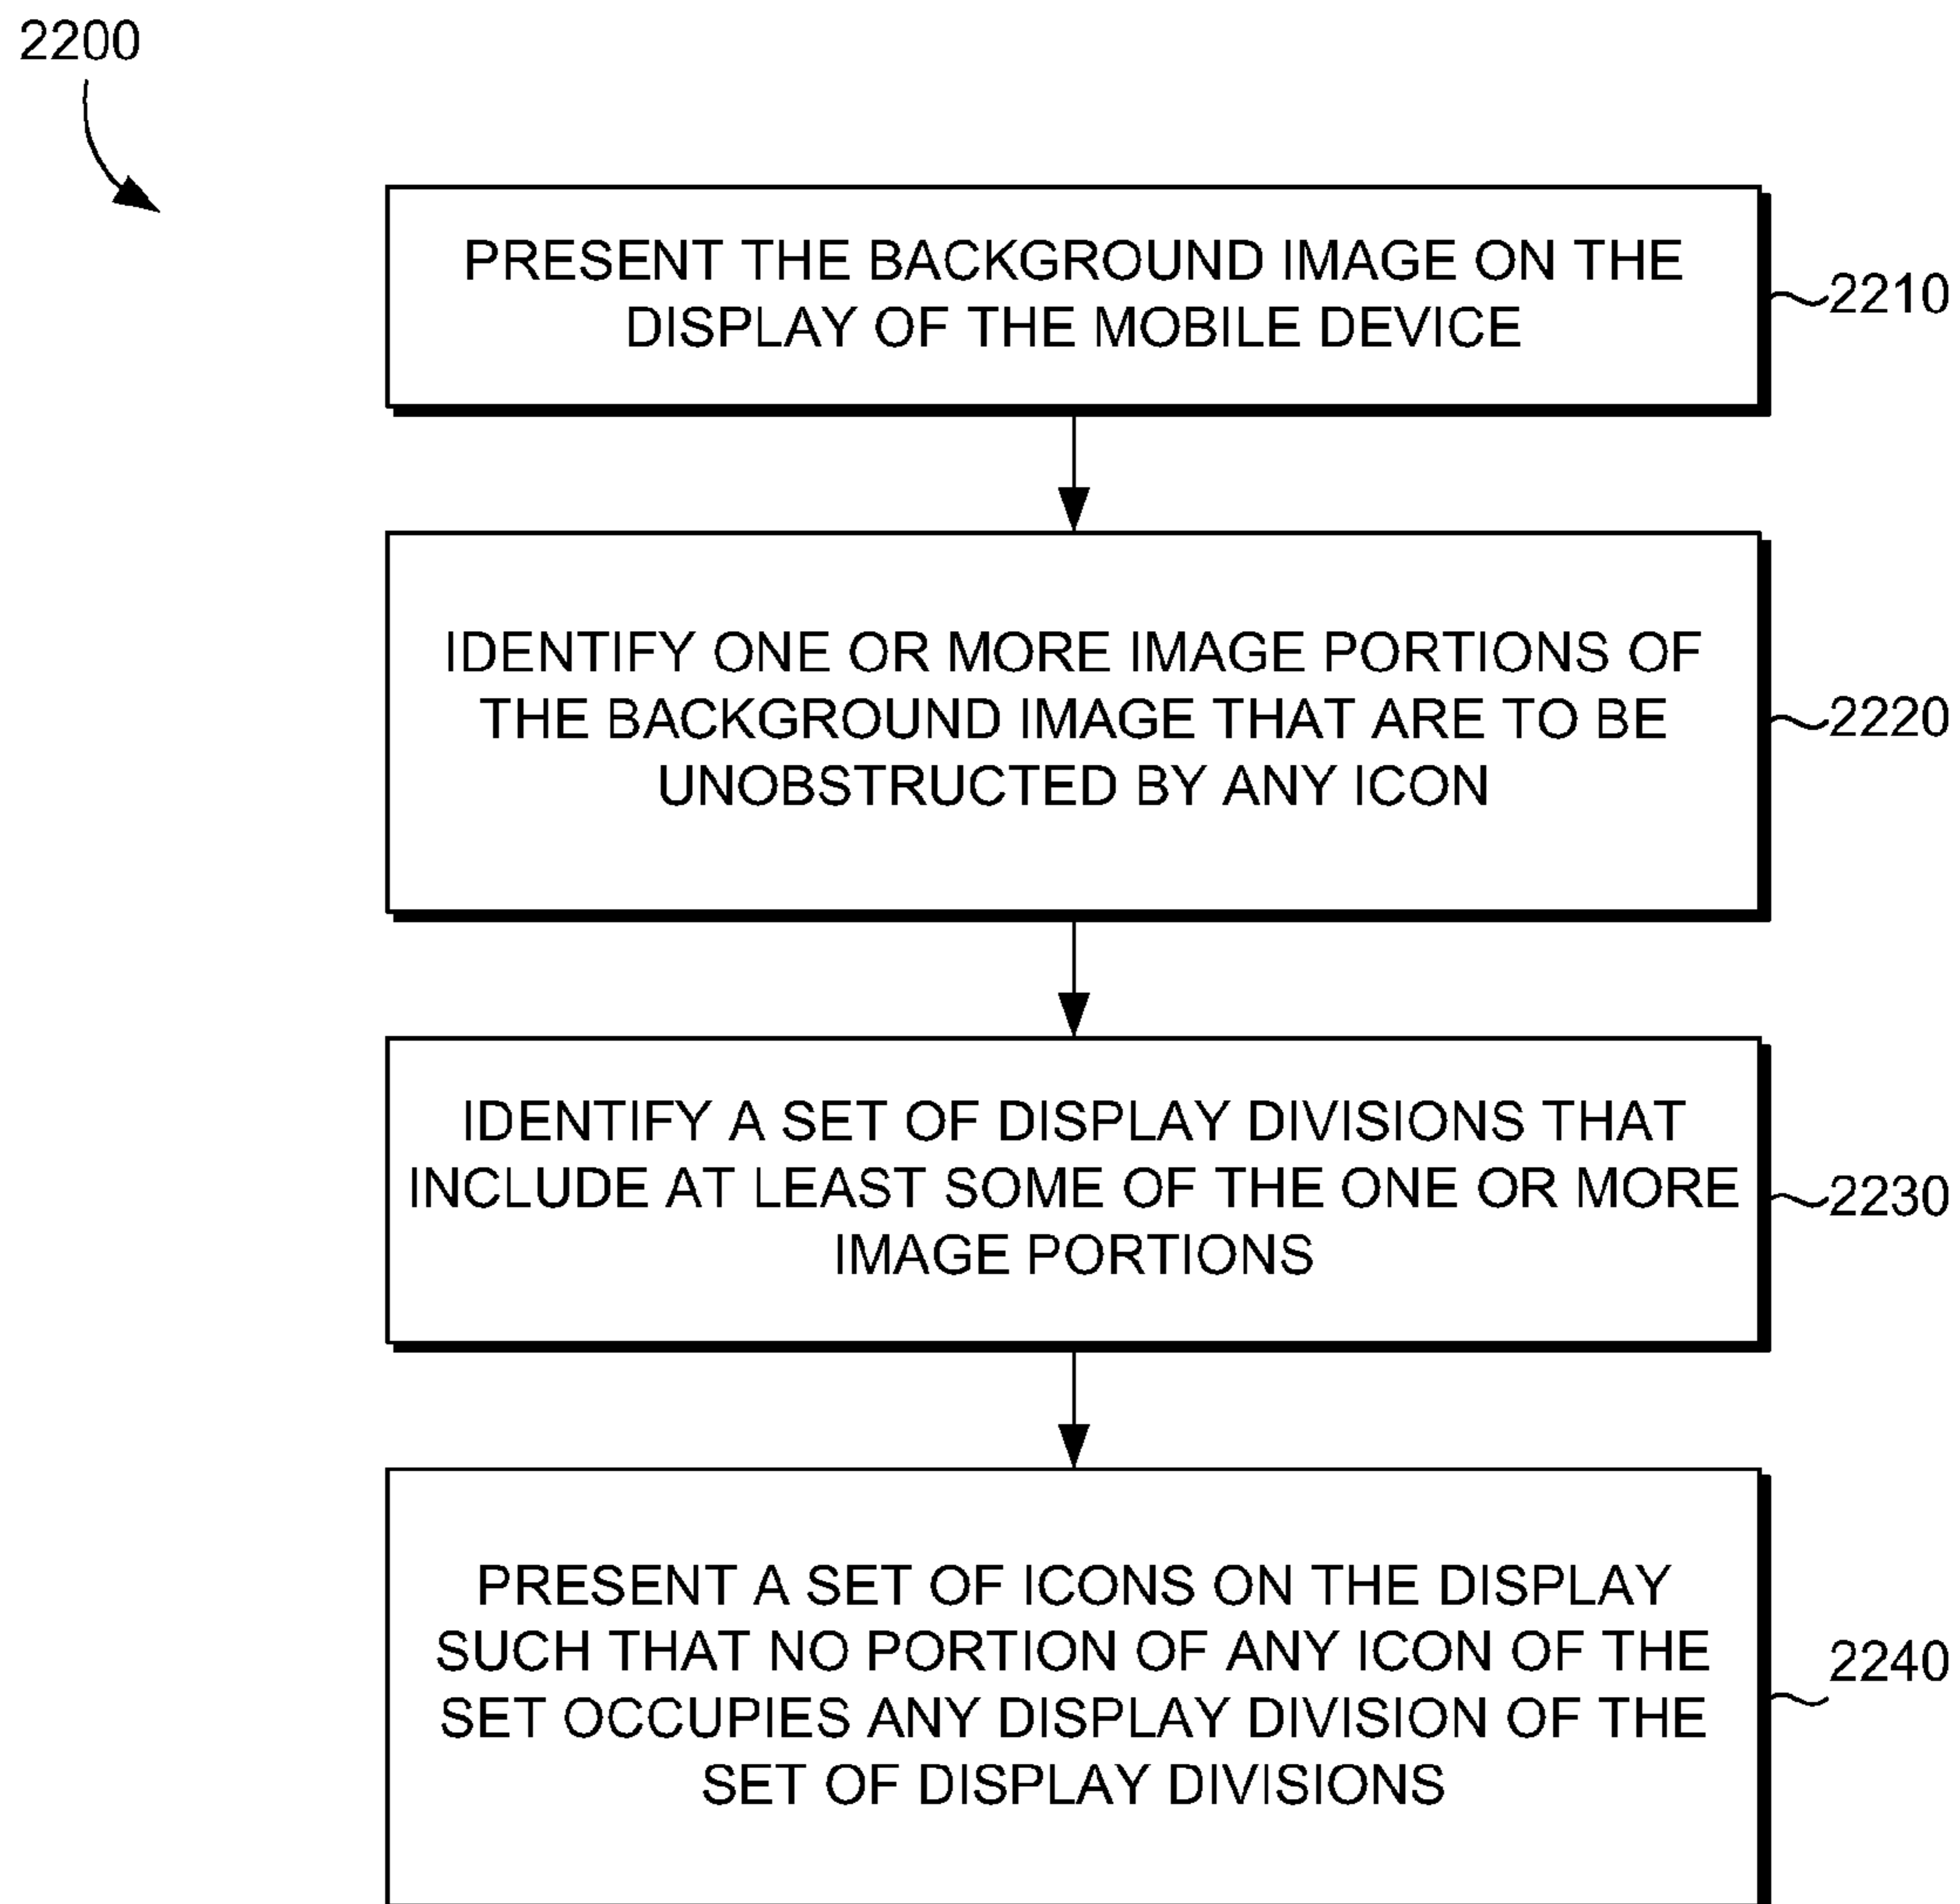 2200
PRESENT THE BACKGROUND IMAGE ON THE
DISPLAY OF THE MOBILE DEVICE
2210
IDENTIFY ONE OR MORE IMAGE PORTIONS OF
THE BACKGROUND IMAGE THAT ARE TO BE
UNOBSTRUCTED BY ANY ICON
2220
IDENTIFY A SET OF DISPLAY DIVISIONS THAT
INCLUDE AT LEAST SOME OF THE ONE OR MORE
IMAGE PORTIONS
2230
PRESENT A SET OF ICONS ON THE DISPLAY
SUCH THAT NO PORTION OF ANY ICON OF THE
SET OCCUPIES ANY DISPLAY DIVISION OF THE
SET OF DISPLAY DIVISIONS
2240